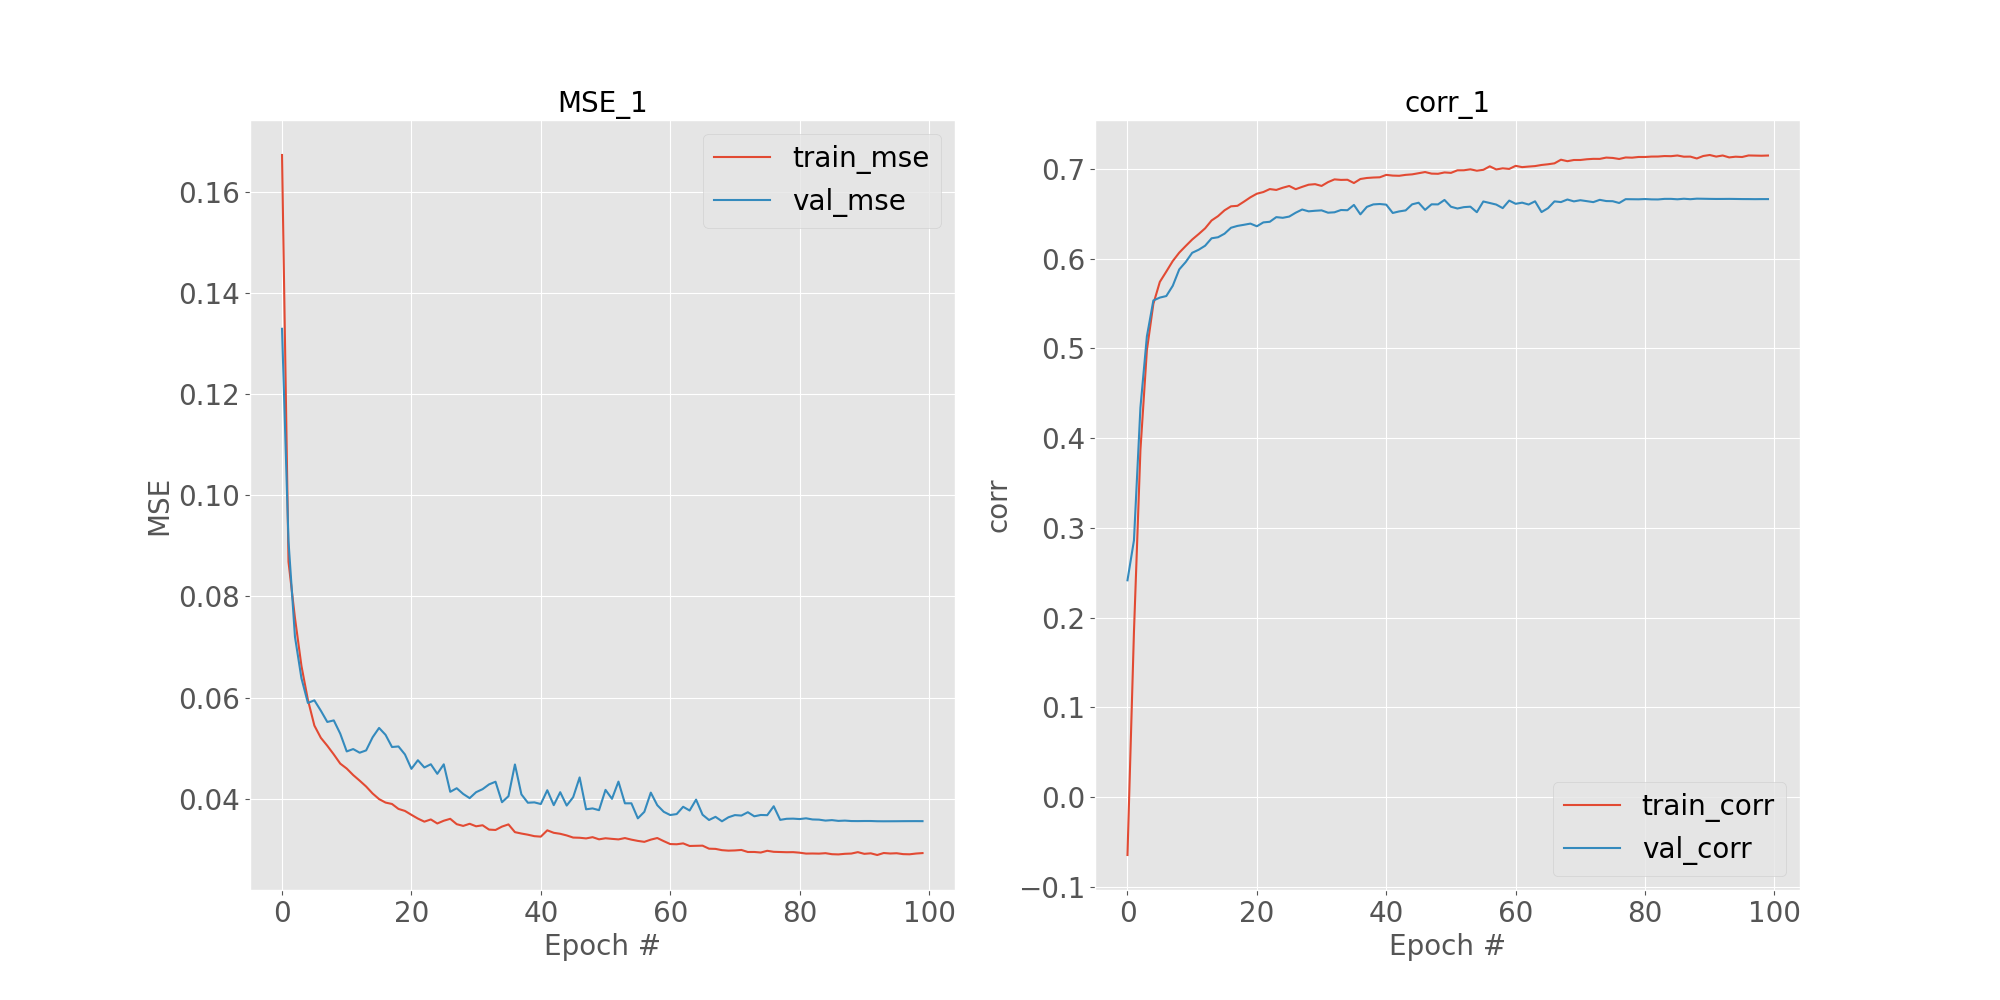 MSE_1
train_mse
val_mse
0.16
0.14
0.12
0.10
0.08
0.06
0.04
MSE
0 20 40 60 80 100
Epoch #
corr_1
0.7
0.6
0.5
0.4
0.3
0.2
0.1
0.0
−0.1
corr
train_corr
val_corr
0 20 40 60 80 100
Epoch #